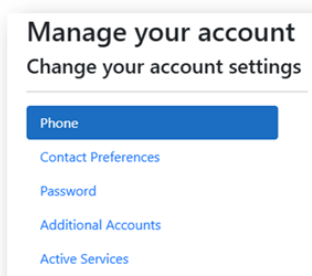 Manage your account
Change your account settings
Phone
Contact Preferences
Password
Additional Accounts
Active Services